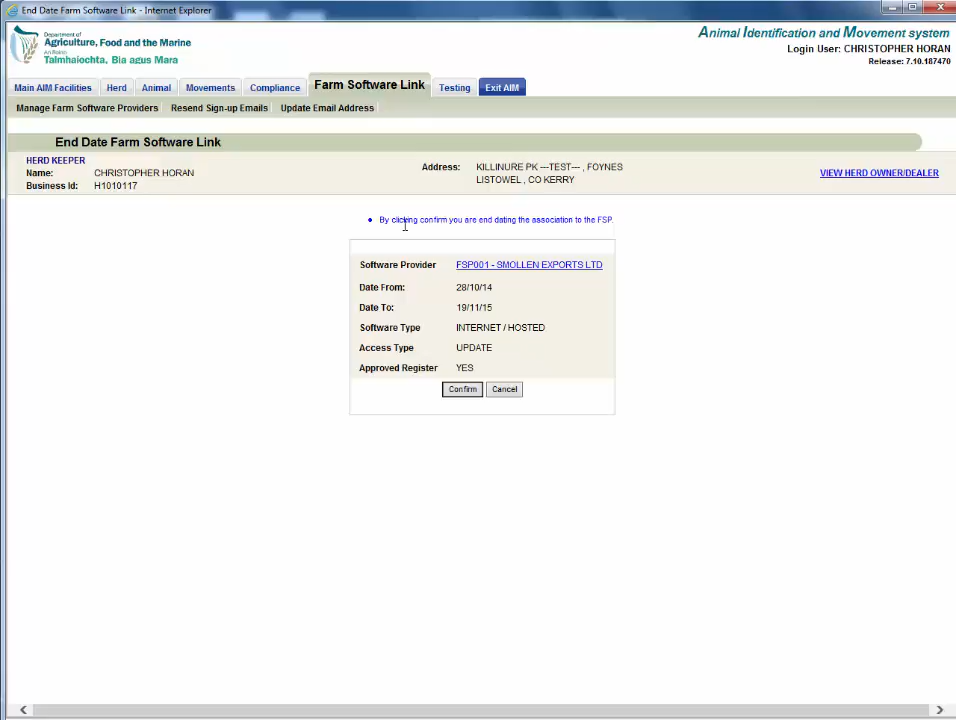 End Date Farm Software Link - Internet Explorer
Department of
Agriculture, Food and the Marine
An Roinn
Talmhaíochta, Bia agus Mara
Animal Identification and Movement system
Login User: CHRISTOPHER HORAN
Release: 7.10.187470
Main AIM Facilities
Herd
Animal
Movements
Compliance
Farm Software Link
Testing
Exit AIM
Manage Farm Software Providers
Resend Sign-up Emails
Update Email Address
End Date Farm Software Link
HERD KEEPER
Name: CHRISTOPHER HORAN
Business Id: H1010117
Address: KILLINURE PK ---TEST--- , FOYNES
LISTOWEL , CO KERRY
VIEW HERD OWNER/DEALER
By clicking confirm you are end dating the association to the FSP.
Software Provider FSP001 - SMOLLEN EXPORTS LTD
Date From: 28/10/14
Date To: 19/11/15
Software Type INTERNET / HOSTED
Access Type UPDATE
Approved Register YES
Confirm Cancel